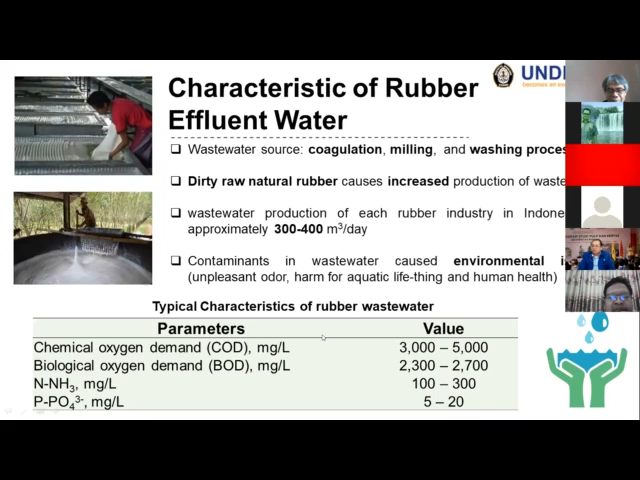 Characteristic of Rubber
Effluent Water
UNDI
❑ Wastewater source: coagulation, milling, and washing proces
❑ Dirty raw natural rubber causes increased production of waste
❑ wastewater production of each rubber industry in Indone
approximately 300-400 m³/day
❑ Contaminants in wastewater caused environmental i
(unpleasant odor, harm for aquatic life-thing and human health)
Typical Characteristics of rubber wastewater
Parameters Value
Chemical oxygen demand (COD), mg/L 3,000 – 5,000
Biological oxygen demand (BOD), mg/L 2,300 – 2,700
N-NH₃, mg/L 100 – 300
P-PO₄³⁻, mg/L 5 – 20